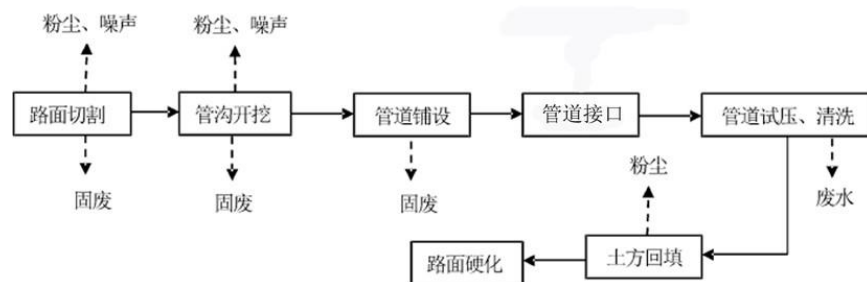 粉尘、噪声
粉尘、噪声
路面切割
管沟开挖
管道铺设
管道接口
管道试压、清洗
固废
固废
固废
粉尘
废水
路面硬化
土方回填